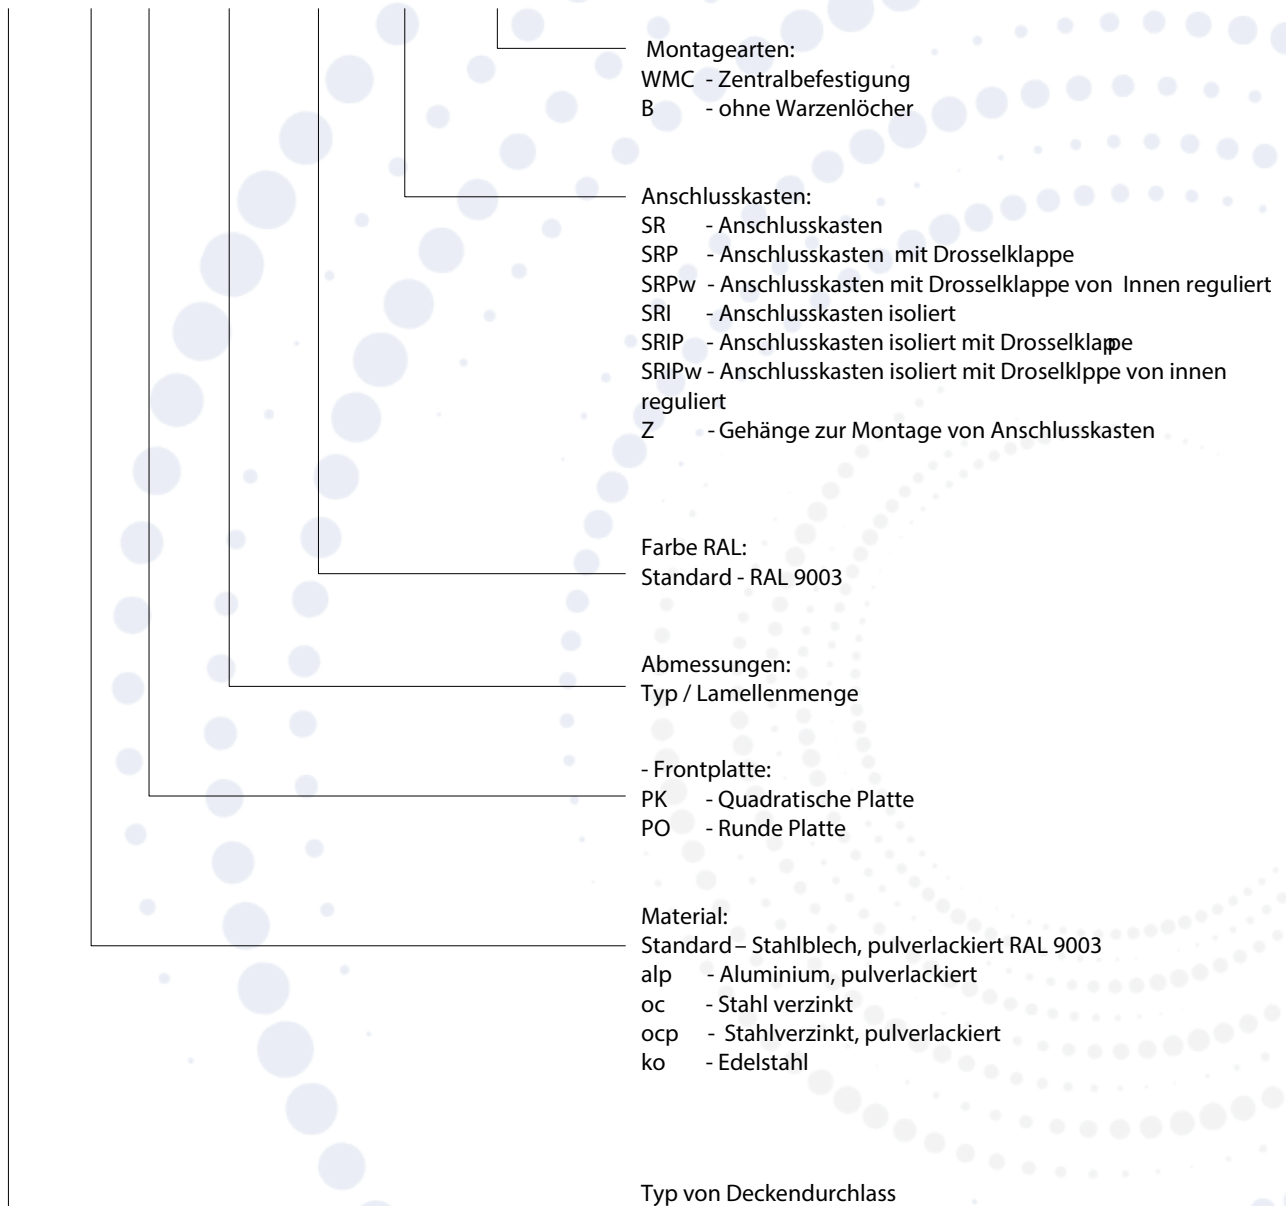 Montagearten:
WMC - Zentralbefestigung
B - ohne Warzenlöcher
Anschlusskasten:
SR - Anschlusskasten
SRP - Anschlusskasten mit Drosselklappe
SRPw - Anschlusskasten mit Drosselklappe von Innen reguliert
SRI - Anschlusskasten isoliert
SRIP - Anschlusskasten isoliert mit Drosselklappe
SRIPw - Anschlusskasten isoliert mit Droselklppe von innen
reguliert
Z - Gehänge zur Montage von Anschlusskasten
Farbe RAL:
Standard - RAL 9003
Abmessungen:
Typ / Lamellenmenge
- Frontplatte:
PK - Quadratische Platte
PO - Runde Platte
Material:
Standard – Stahlblech, pulverlackiert RAL 9003
alp - Aluminium, pulverlackiert
oc - Stahl verzinkt
ocp - Stahlverzinkt, pulverlackiert
ko - Edelstahl
Typ von Deckendurchlass